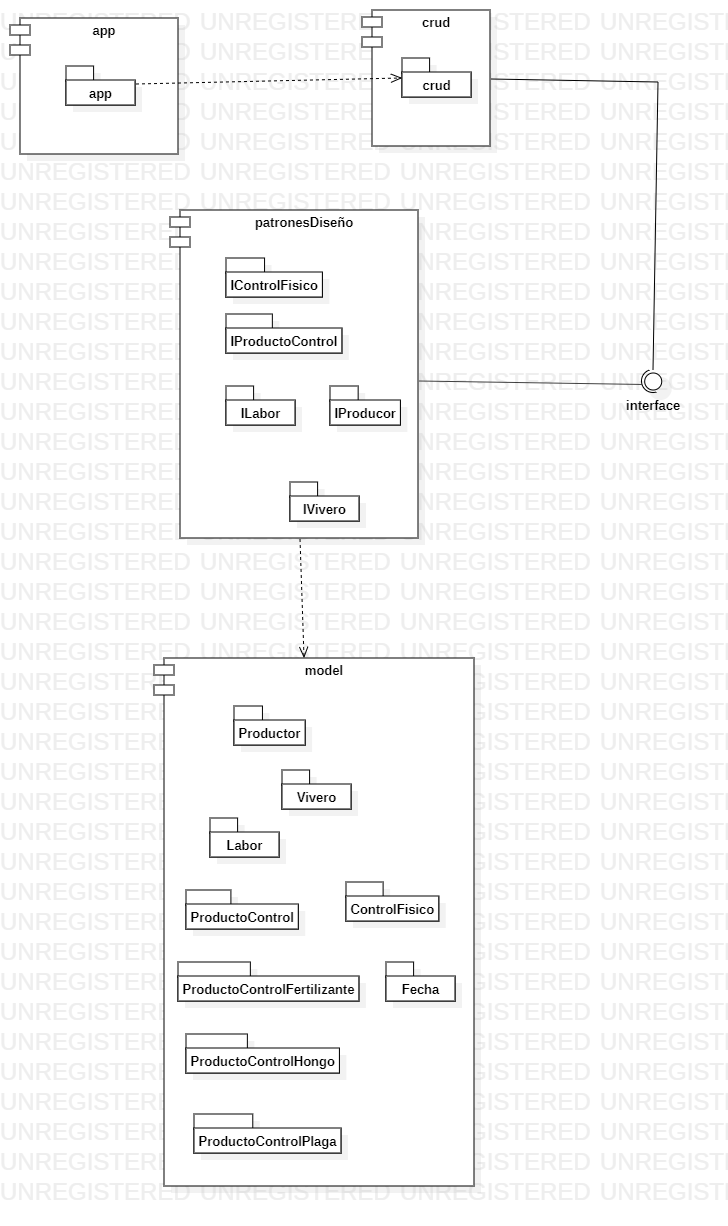 app
crud
app
crud
patronesDiseño
IControlFisico
IProductoControl
ILabor
IProducor
interface
IVivero
model
Productor
Vivero
Labor
ProductoControl
ControlFisico
ProductoControlFertilizante
Fecha
ProductoControlHongo
ProductoControlPlaga
UNREGISTERED